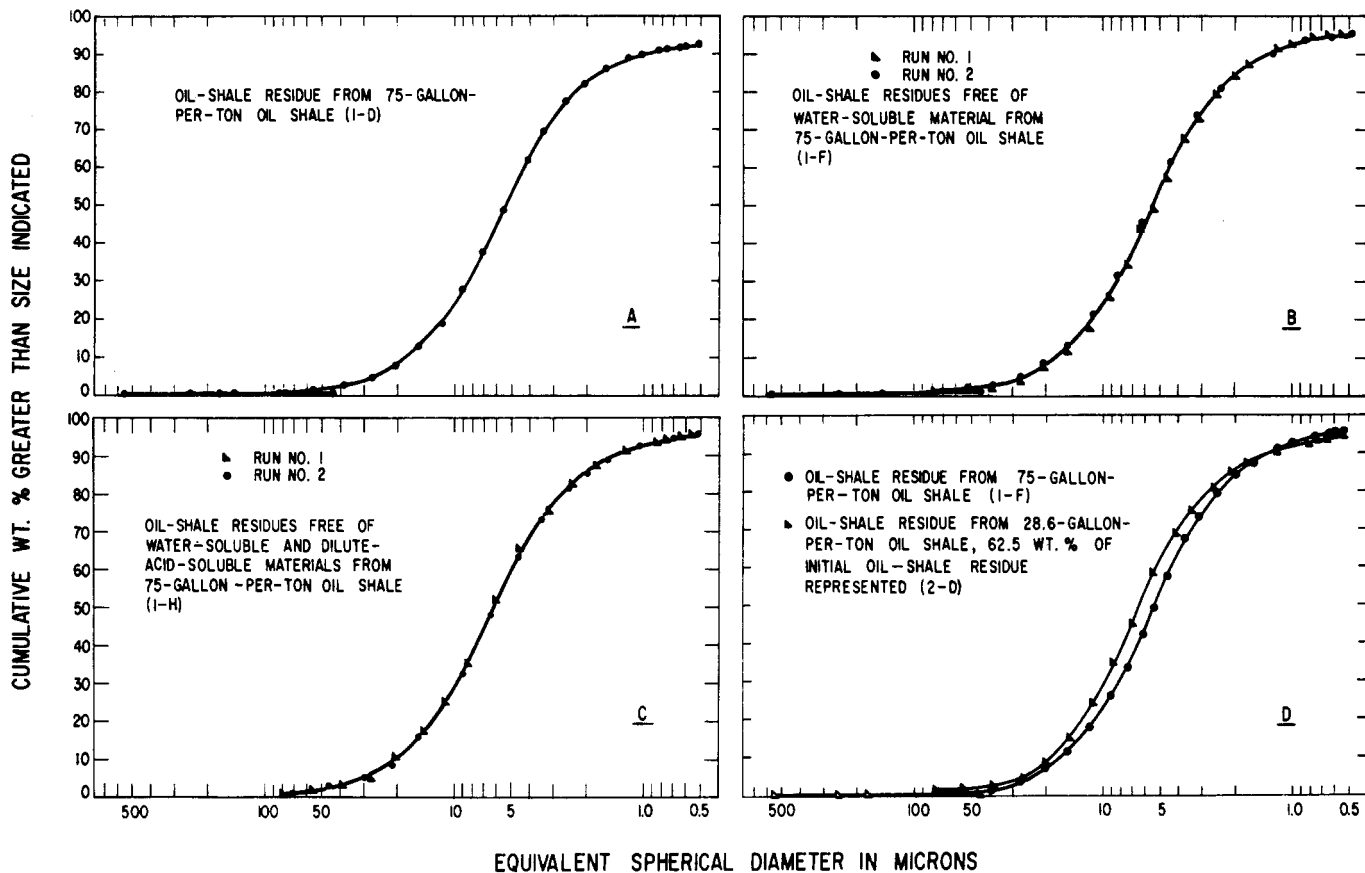 CUMULATIVE WT. % GREATER THAN SIZE INDICATED
100
90
80
70
60
50
40
30
20
10
0
OIL-SHALE RESIDUE FROM 75-GALLON-
PER-TON OIL SHALE (1-D)
A
RUN NO. 1
RUN NO. 2
OIL-SHALE RESIDUES FREE OF
WATER-SOLUBLE MATERIAL FROM
75-GALLON-PER-TON OIL SHALE
(1-F)
B
100
90
80
70
60
50
40
30
20
10
0
RUN NO. 1
RUN NO. 2
OIL-SHALE RESIDUES FREE OF
WATER-SOLUBLE AND DILUTE-
ACID-SOLUBLE MATERIALS FROM
75-GALLON-PER-TON OIL SHALE
(1-H)
C
500 100 50 10 5 1.0 0.5
OIL-SHALE RESIDUE FROM 75-GALLON-
PER-TON OIL SHALE (1-F)
OIL-SHALE RESIDUE FROM 28.6-GALLON-
PER-TON OIL SHALE, 62.5 WT. % OF
INITIAL OIL-SHALE RESIDUE
REPRESENTED (2-D)
D
500 100 50 10 5 1.0 0.5
EQUIVALENT SPHERICAL DIAMETER IN MICRONS